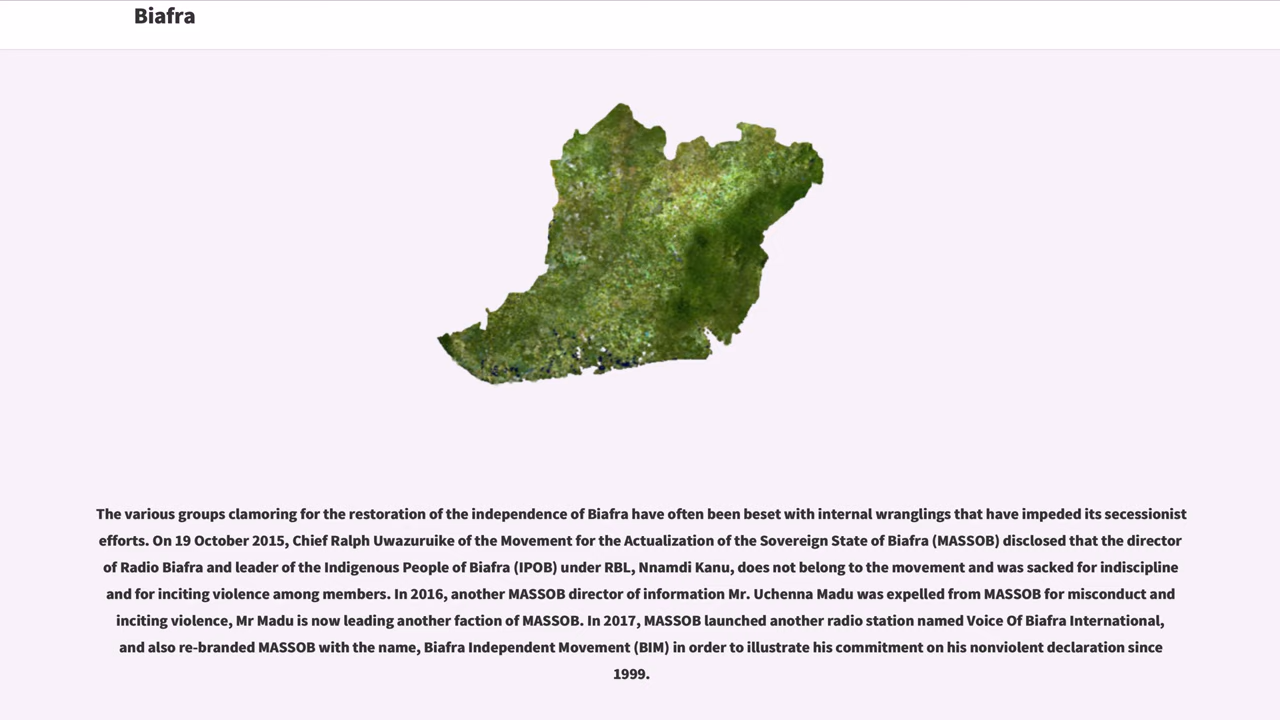 Biafra
The various groups clamoring for the restoration of the independence of Biafra have often been beset with internal wranglings that have impeded its secessionist
efforts. On 19 October 2015, Chief Ralph Uwazuruike of the Movement for the Actualization of the Sovereign State of Biafra (MASSOB) disclosed that the director
of Radio Biafra and leader of the Indigenous People of Biafra (IPOB) under RBL, Nnamdi Kanu, does not belong to the movement and was sacked for indiscipline
and for inciting violence among members. In 2016, another MASSOB director of information Mr. Uchenna Madu was expelled from MASSOB for misconduct and
inciting violence, Mr Madu is now leading another faction of MASSOB. In 2017, MASSOB launched another radio station named Voice Of Biafra International,
and also re-branded MASSOB with the name, Biafra Independent Movement (BIM) in order to illustrate his commitment on his nonviolent declaration since
1999.